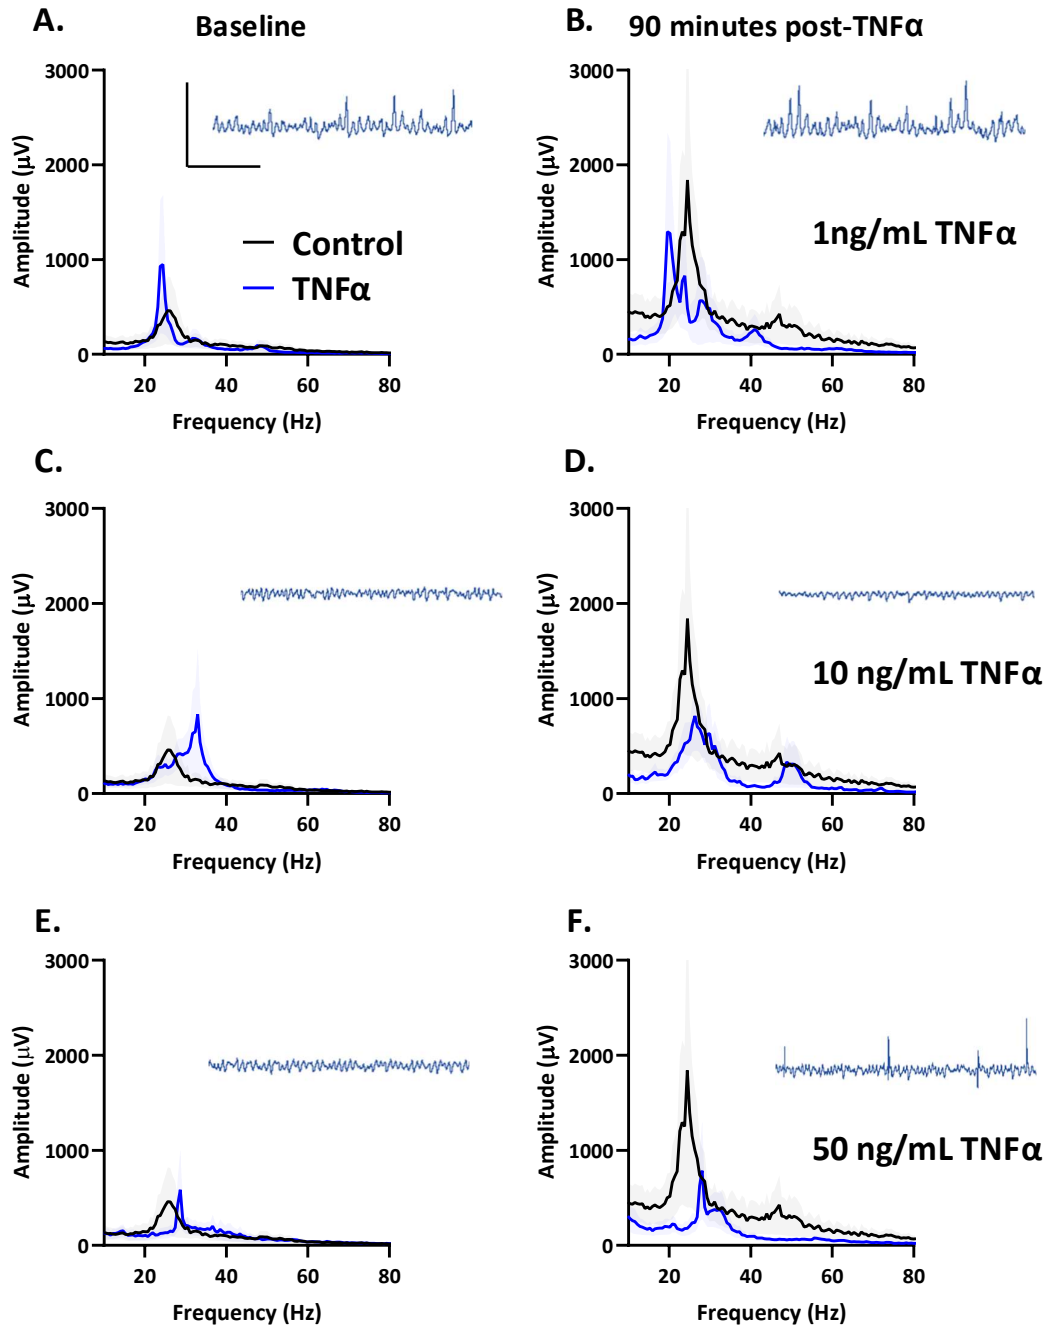 A.
Baseline
B.
90 minutes post-TNFα
3000
2000
1000
0
Amplitude (μV)
Control
TNFα
20 40 60 80
Frequency (Hz)
3000
2000
1000
0
Amplitude (μV)
1ng/mL TNFα
20 40 60 80
Frequency (Hz)
C.
3000
2000
1000
0
Amplitude (μV)
20 40 60 80
Frequency (Hz)
D.
3000
2000
1000
0
Amplitude (μV)
10 ng/mL TNFα
20 40 60 80
Frequency (Hz)
E.
3000
2000
1000
0
Amplitude (μV)
20 40 60 80
Frequency (Hz)
F.
3000
2000
1000
0
Amplitude (μV)
50 ng/mL TNFα
20 40 60 80
Frequency (Hz)